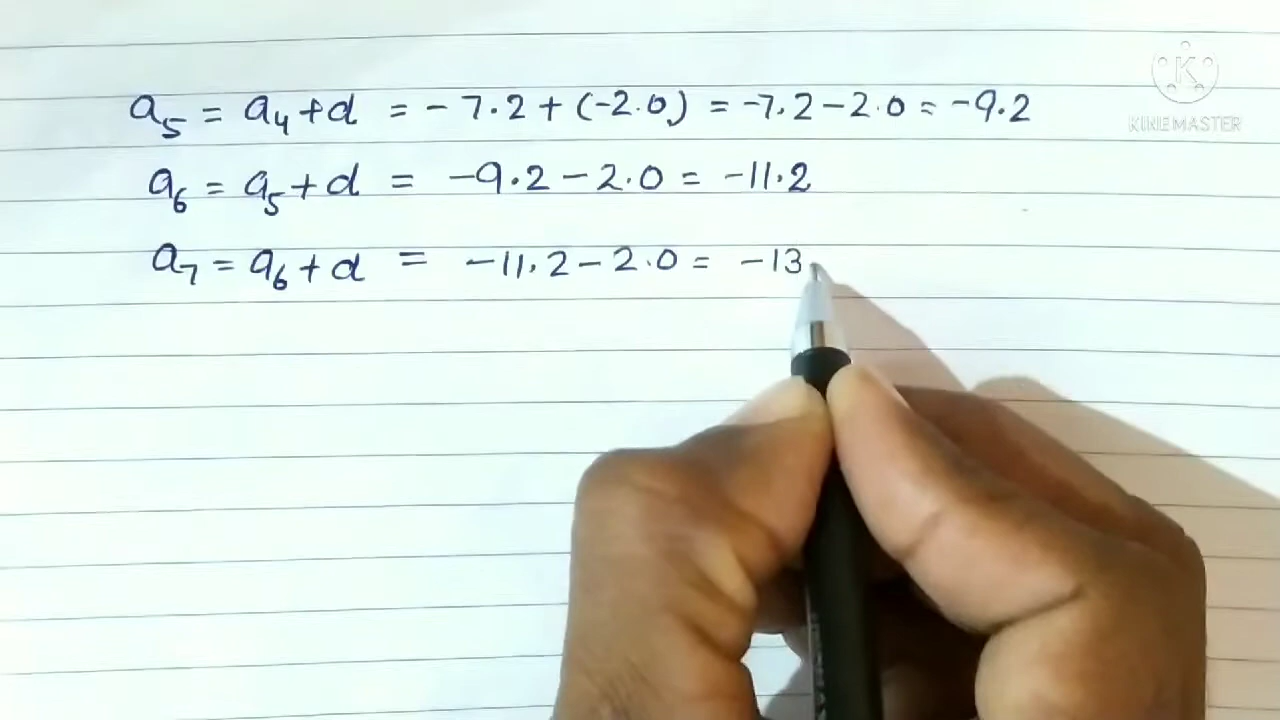 a₅ = a₄+d = -7.2+(-2.0) = -7.2-2.0 = -9.2
a₆ = a₅+d = -9.2-2.0 = -11.2
a₇ = a₆+d = -11.2-2.0 = -13.
K
KINEMASTER